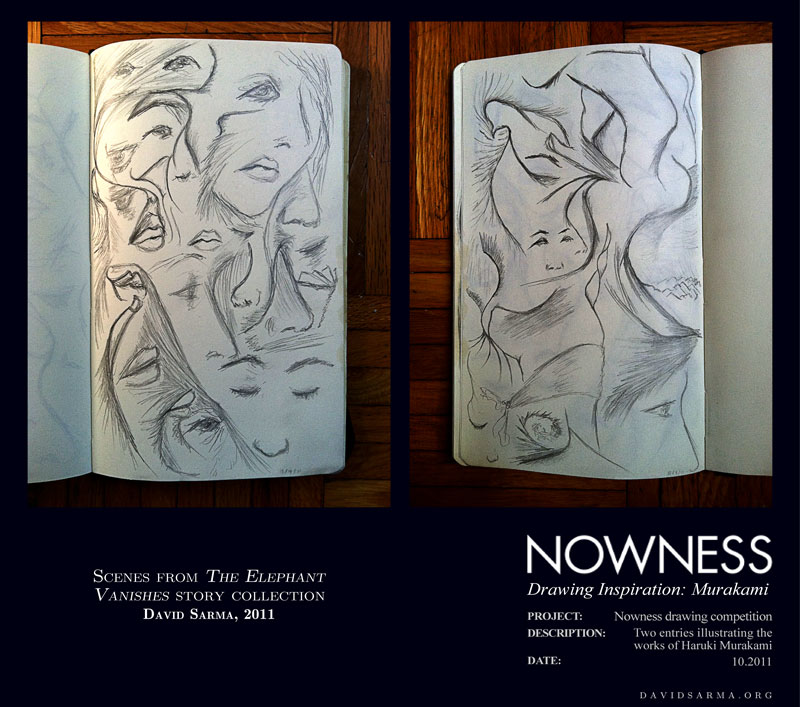 SCENES FROM THE ELEPHANT
VANISHES STORY COLLECTION
DAVID SARMA, 2011
NOWNESS
Drawing Inspiration: Murakami
PROJECT: Nowness drawing competition
DESCRIPTION: Two entries illustrating the
works of Haruki Murakami
DATE: 10.2011
DAVIDSARMA.ORG